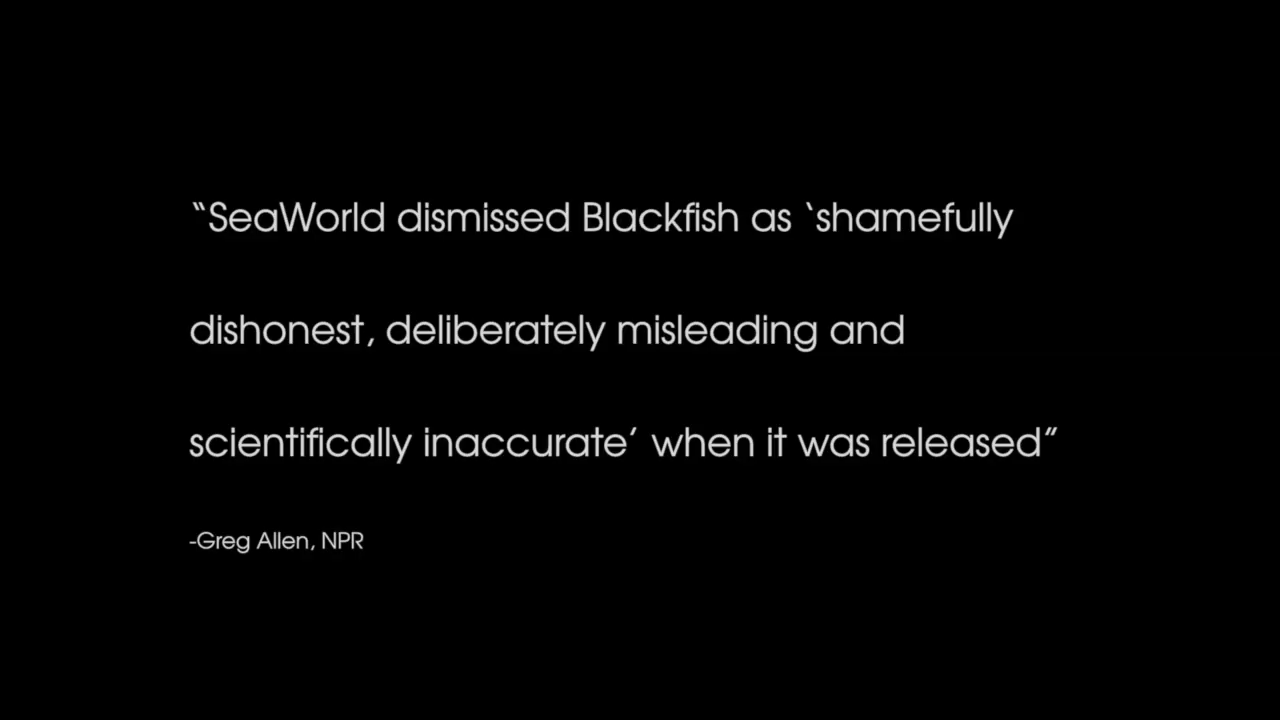 “SeaWorld dismissed Blackfish as ‘shamefully
dishonest, deliberately misleading and
scientifically inaccurate’ when it was released”
-Greg Allen, NPR